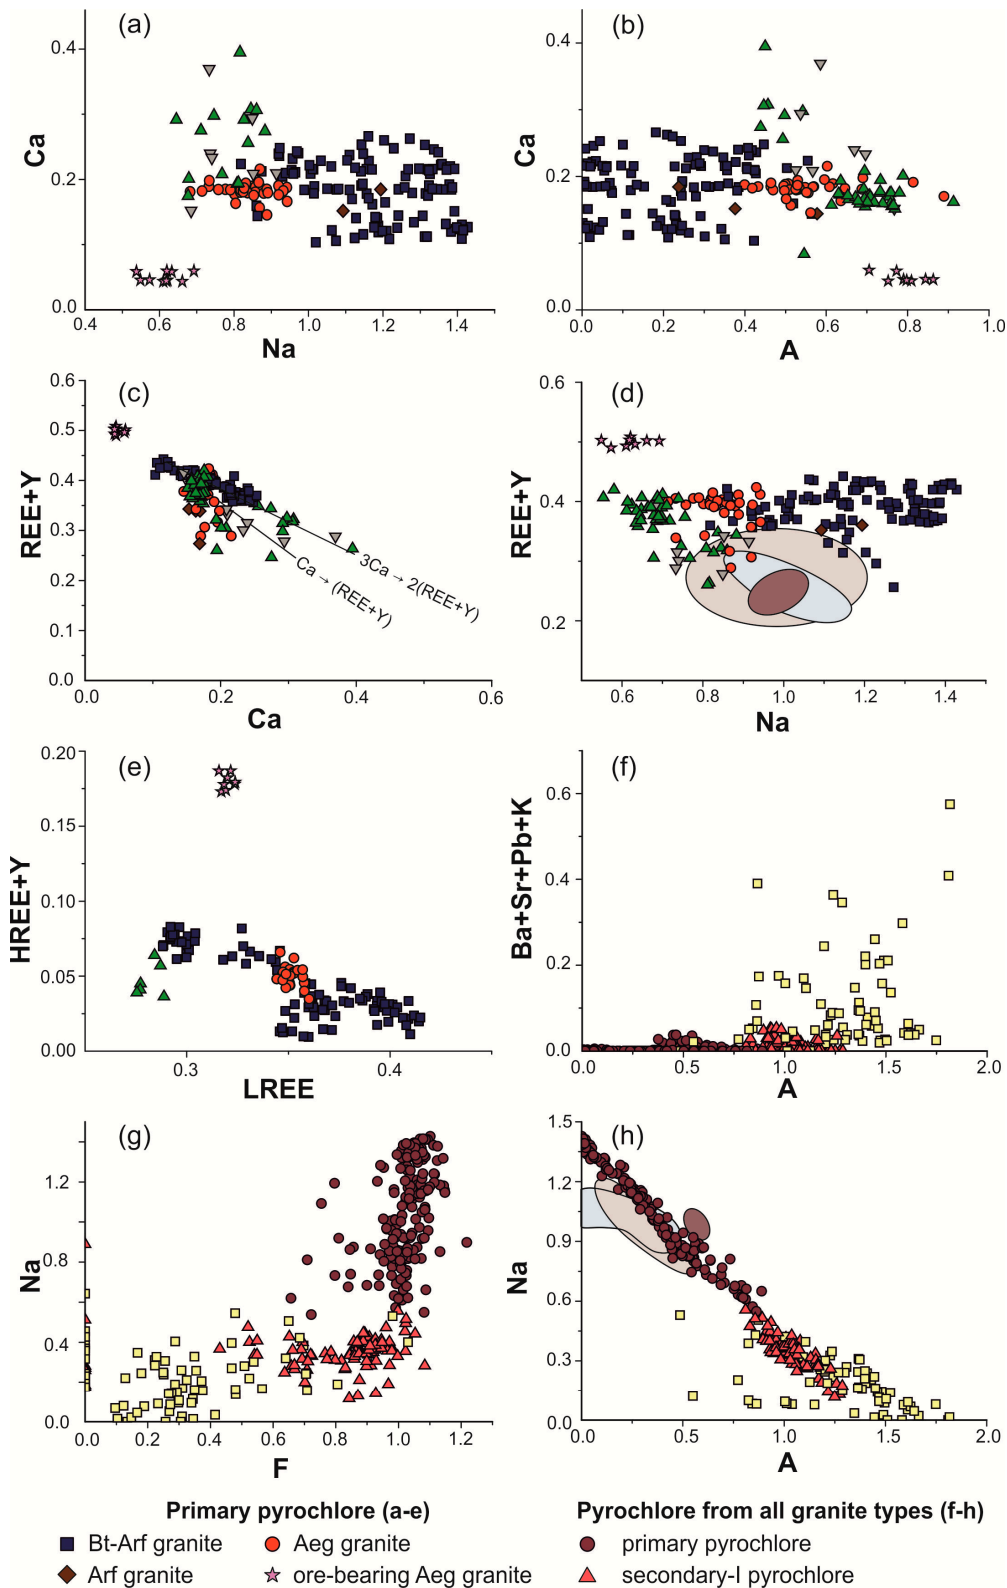 (a)
Ca
0.4
0.2
0.0
0.4 0.6 0.8 1.0 1.2 1.4
Na
(b)
Ca
0.4
0.2
0.0
0.0 0.2 0.4 0.6 0.8 1.0
A
(c)
REE+Y
0.6
0.5
0.4
0.3
0.2
0.1
0.0
3Ca → 2(REE+Y)
Ca → (REE+Y)
0.0 0.2 0.4 0.6
Ca
(d)
REE+Y
0.6
0.4
0.2
0.6 0.8 1.0 1.2 1.4
Na
(e)
HREE+Y
0.20
0.15
0.10
0.05
0.00
0.3 0.4
LREE
(f)
Ba+Sr+Pb+K
0.6
0.4
0.2
0.0
0.0 0.5 1.0 1.5 2.0
A
(g)
Na
1.2
0.8
0.4
0.0
0.0 0.2 0.4 0.6 0.8 1.0 1.2
F
(h)
Na
1.5
1.2
0.9
0.6
0.3
0.0
0.0 0.5 1.0 1.5 2.0
A
Primary pyrochlore (a-e)
Bt-Arf granite
Aeg granite
Arf granite
ore-bearing Aeg granite
Pyrochlore from all granite types (f-h)
primary pyrochlore
secondary-I pyrochlore